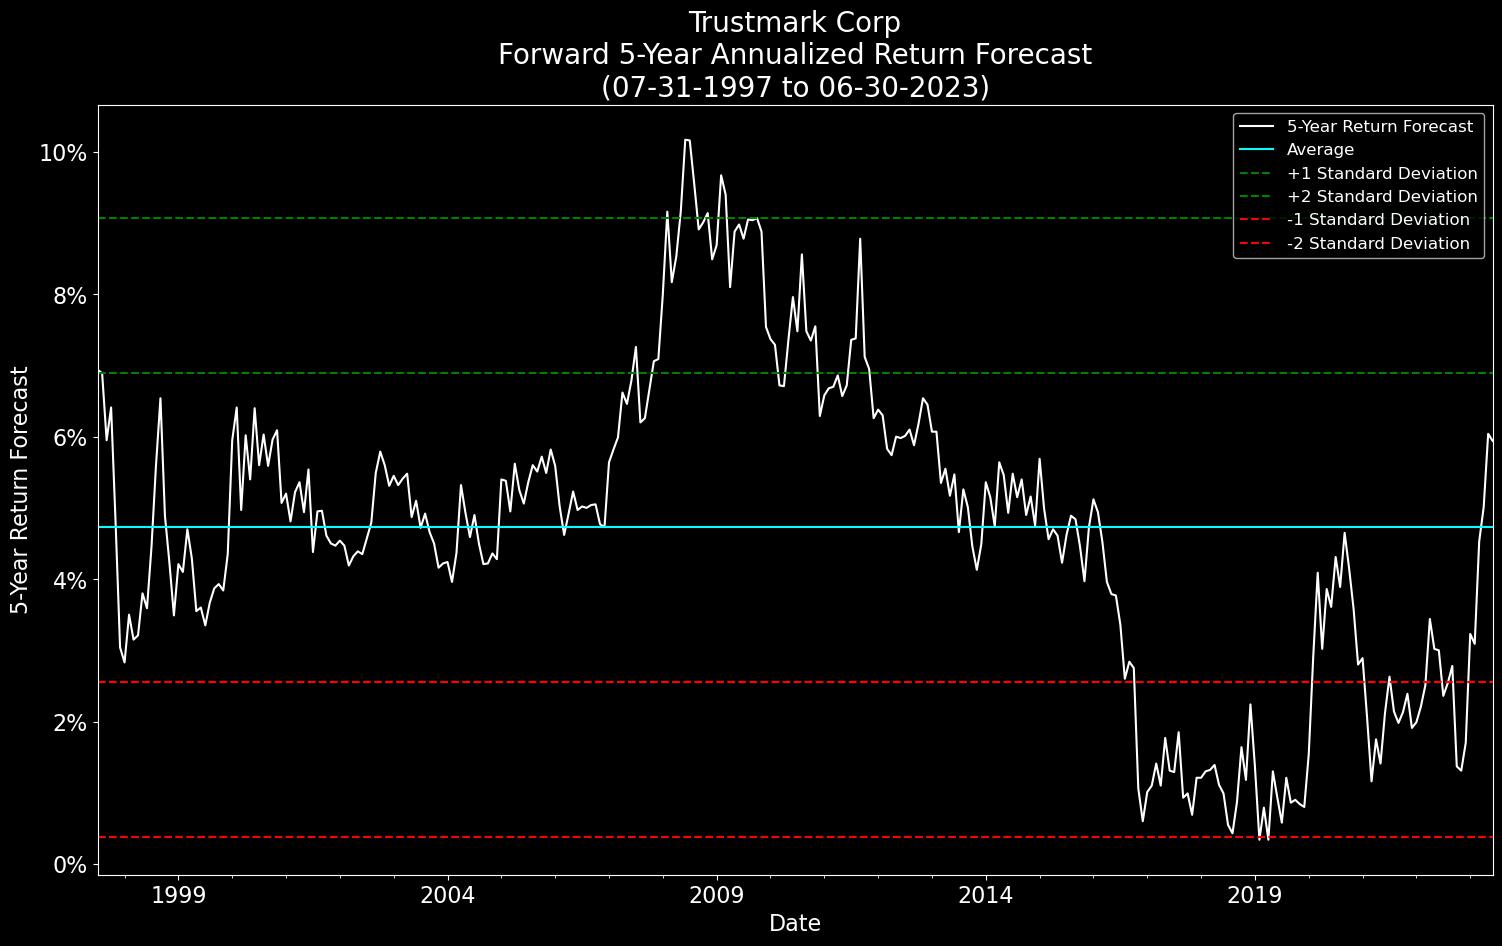 Trustmark Corp
Forward 5-Year Annualized Return Forecast
(07-31-1997 to 06-30-2023)
5-Year Return Forecast
Average
+1 Standard Deviation
+2 Standard Deviation
-1 Standard Deviation
-2 Standard Deviation
5-Year Return Forecast
10%
8%
6%
4%
2%
0%
1999
2004
2009
2014
2019
Date